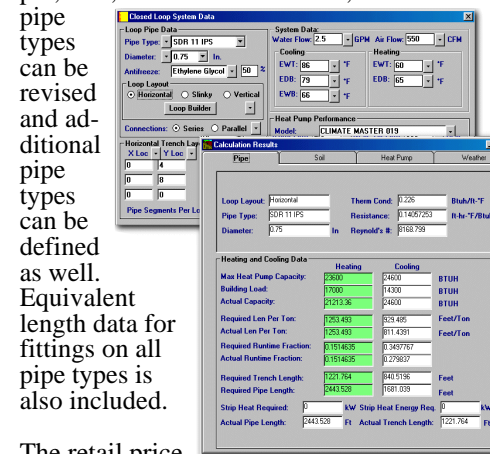 pipe
types
can be
revised
and ad-
ditional
pipe
types
can be
defined
as well.
Equivalent
length data for
fittings on all
pipe types is
also included.
The retail price
Closed Loop System Data
Loop Pipe Data
Pipe Type: SDR 11 IPS
Diameter: 0.75 In.
Antifreeze: Ethylene Glycol 50 %
Loop Layout
Horizontal Slinky Vertical
Loop Builder
Connections: Series Parallel
Horizontal Trench Lay
X Loc Y Loc
0 4
0 8
0 0
Pipe Segments Per Lo
System Data:
Water Flow: 2.5 GPM Air Flow: 550 CFM
Cooling Heating
EWT: 86 °F EWT: 60 °F
EDB: 79 °F EDB: 65 °F
EWB: 66 °F
Heat Pump Performance
Model: CLIMATE MASTER 019
Calculation Results
Pipe Soil Heat Pump Weather
Loop Layout: Horizontal Therm Cond: 0.226 Btuh/ft-°F
Pipe Type: SDR 11 IPS Resistance: 0.14057253 ft-hr-°F/Btu
Diameter: 0.75 In Reynold's #: 8168.799
Heating and Cooling Data
Heating Cooling
Max Heat Pump Capacity: 23600 24600 BTUH
Building Load: 17000 14300 BTUH
Actual Capacity: 21213.36 24600 BTUH
Required Len Per Ton: 1253.493 929.485 Feet/Ton
Actual Len Per Ton: 1253.493 811.4391 Feet/Ton
Required Runtime Fraction: 0.1514635 0.3497767
Actual Runtime Fraction: 0.1514635 0.279837
Required Trench Length: 1221.764 840.5196 Feet
Required Pipe Length: 2443.528 1681.039 Feet
Strip Heat Required: 0 kW Strip Heat Energy Req. 0 kW
Actual Pipe Length: 2443.528 Ft Actual Trench Length: 1221.764 Ft